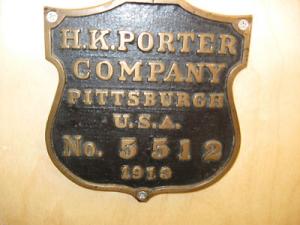 H.K.PORTER
COMPANY
PITTSBURGH
U.S.A.
No. 5512
1913